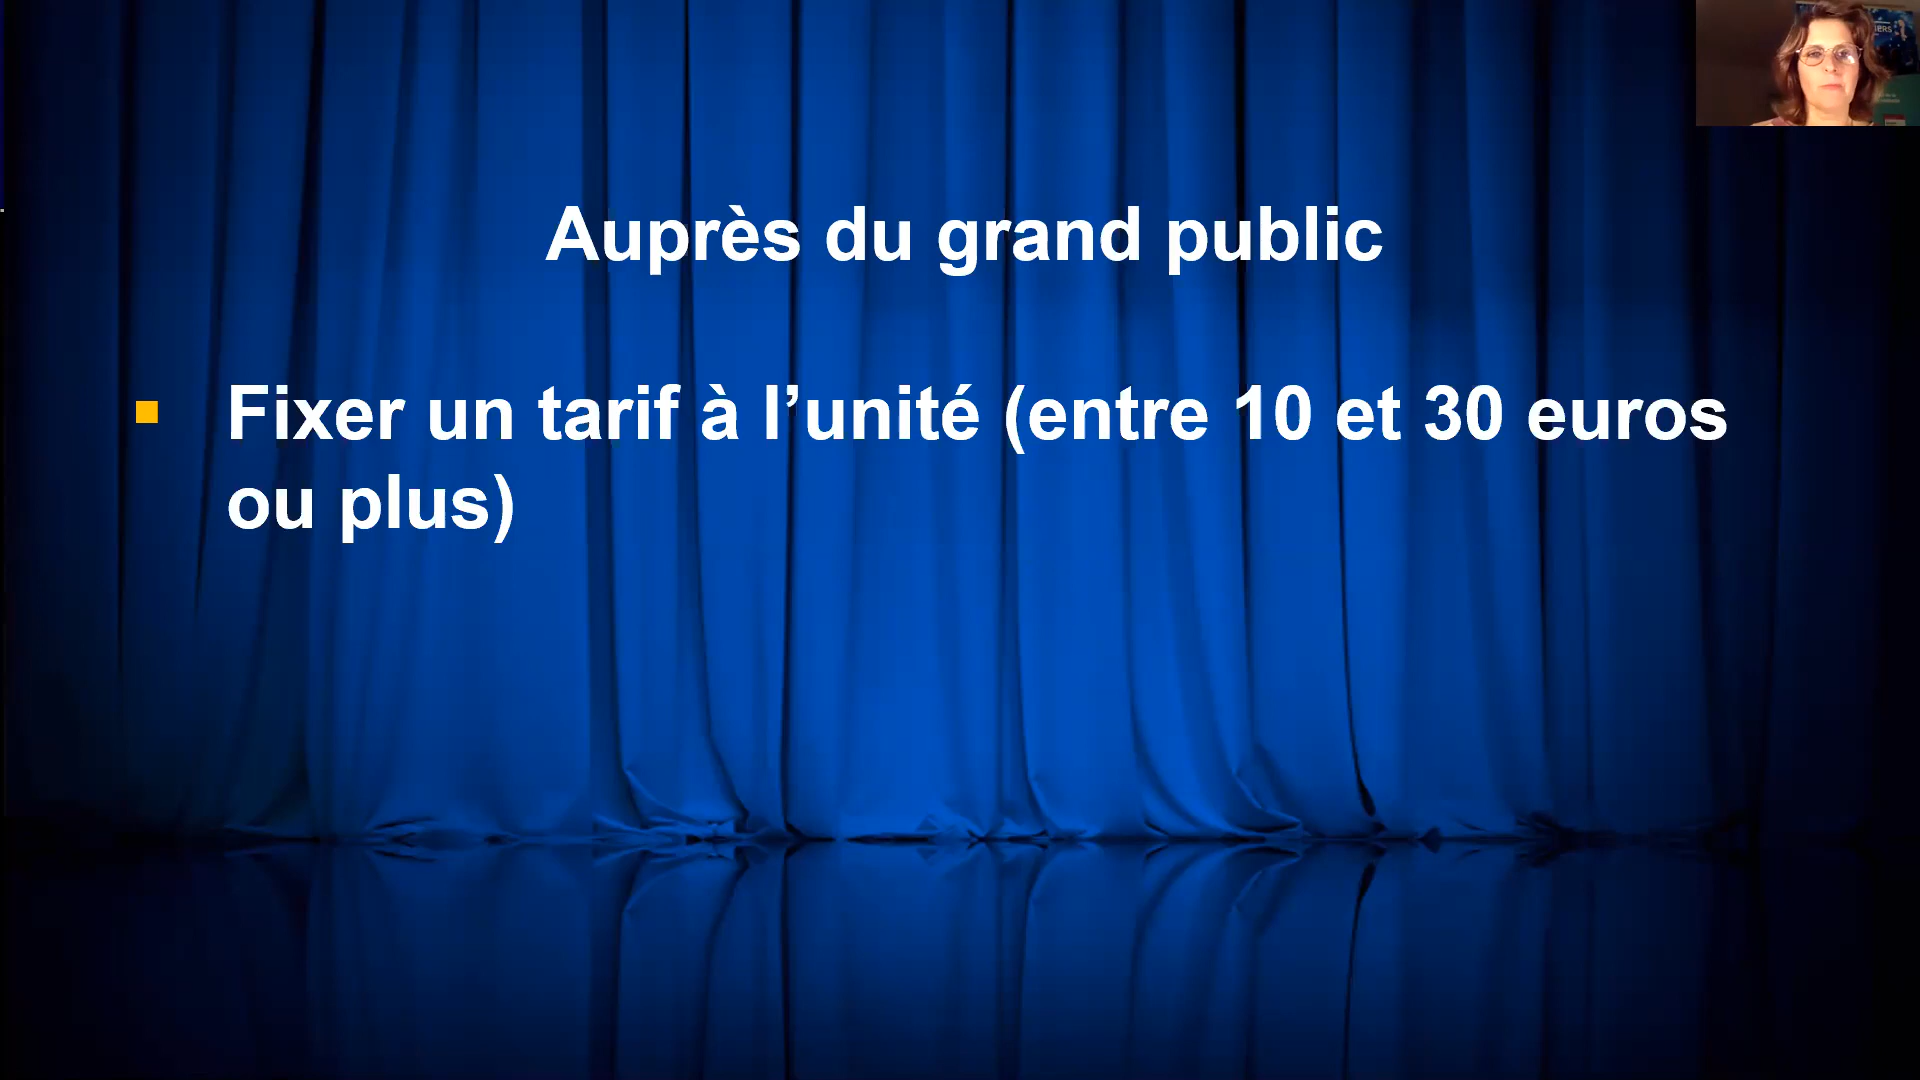 Auprès du grand public
Fixer un tarif à l’unité (entre 10 et 30 euros
ou plus)